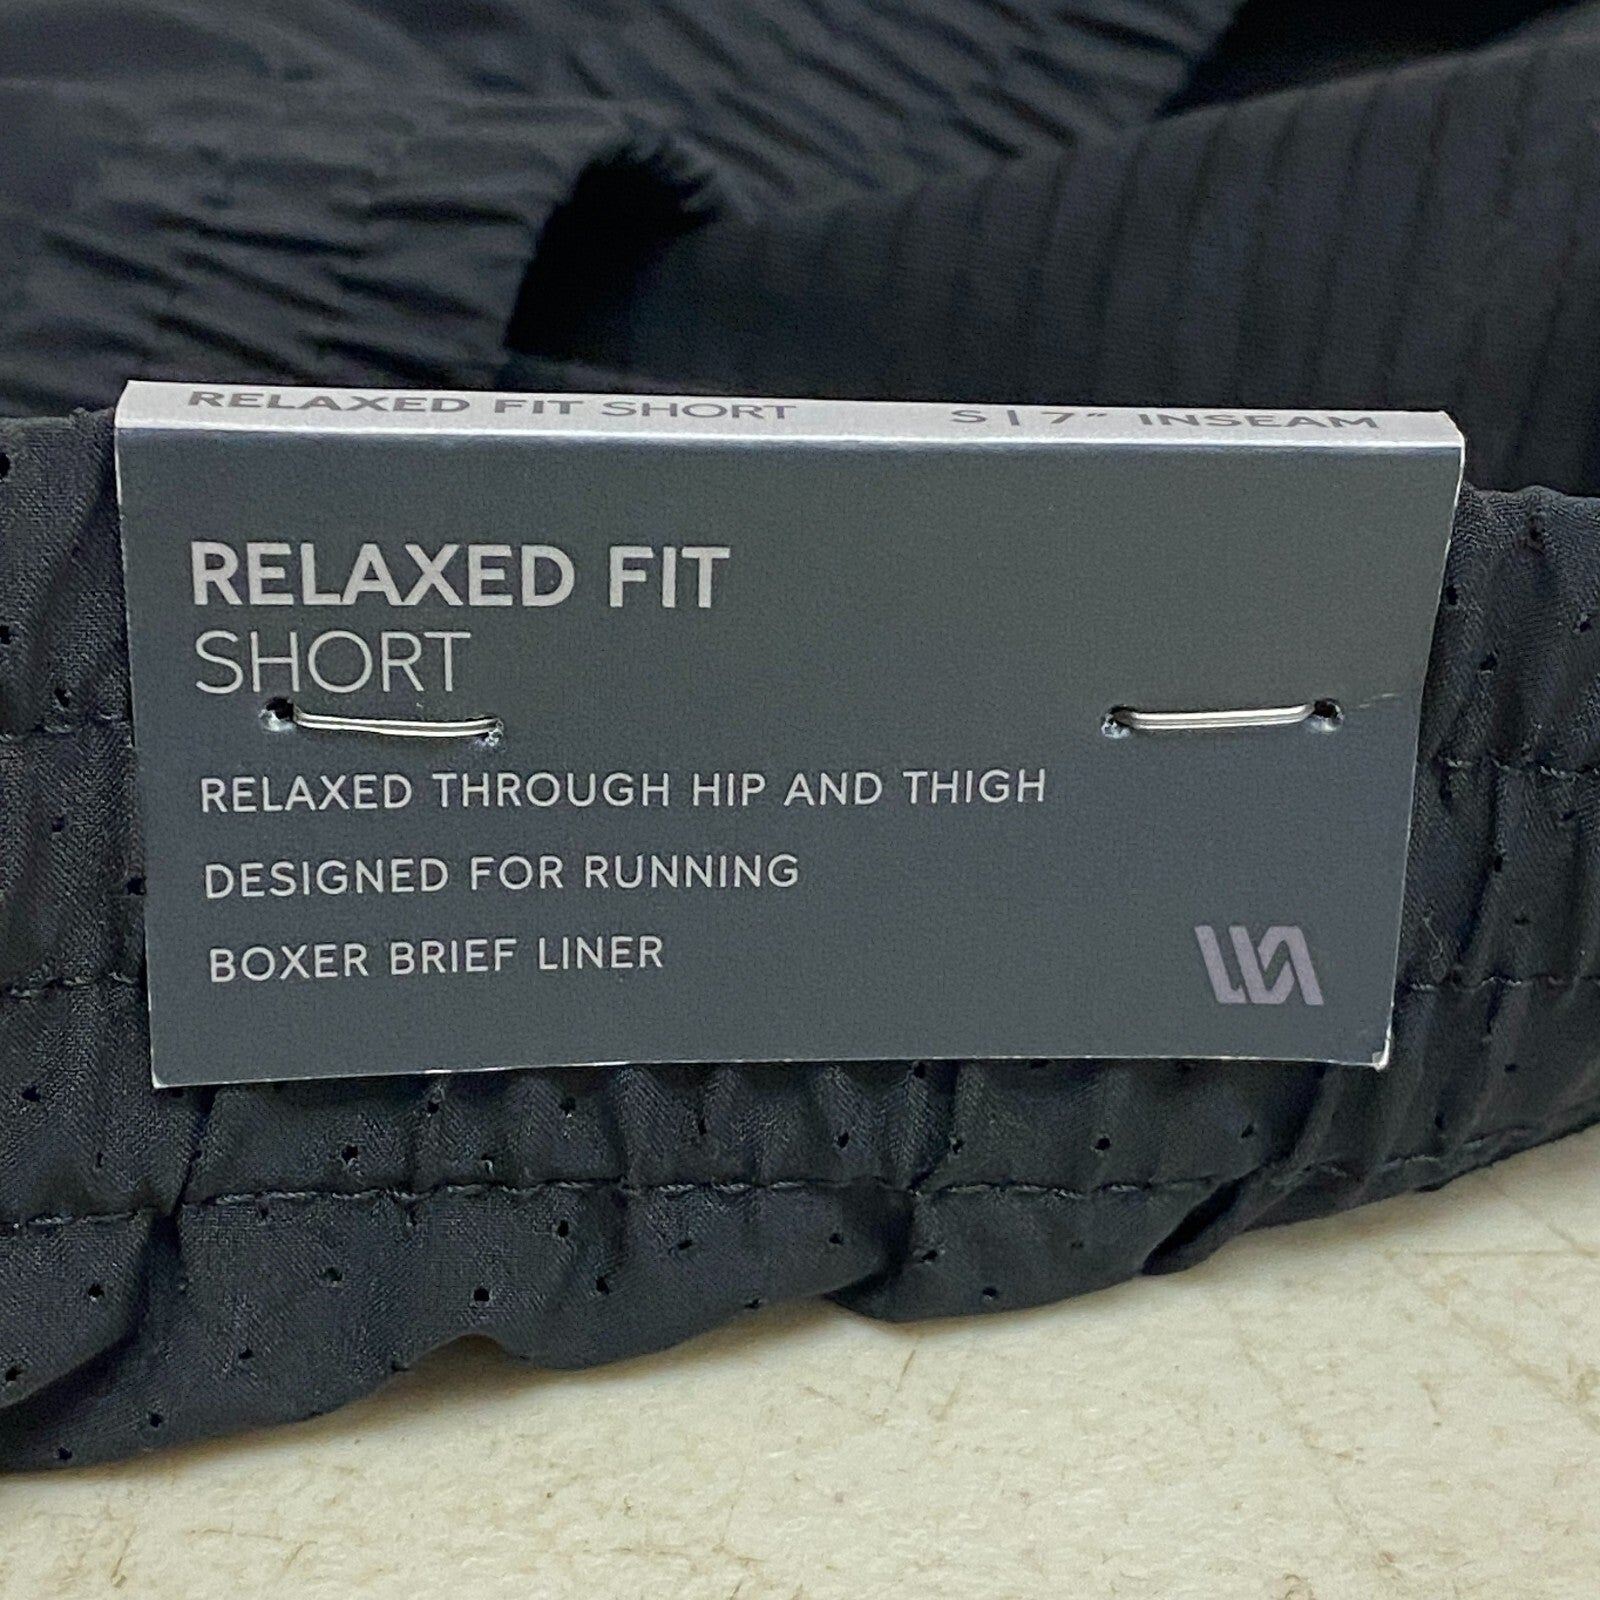 RELAXED FIT SHORT S | 7" INSEAM
RELAXED FIT
SHORT
RELAXED THROUGH HIP AND THIGH
DESIGNED FOR RUNNING
BOXER BRIEF LINER